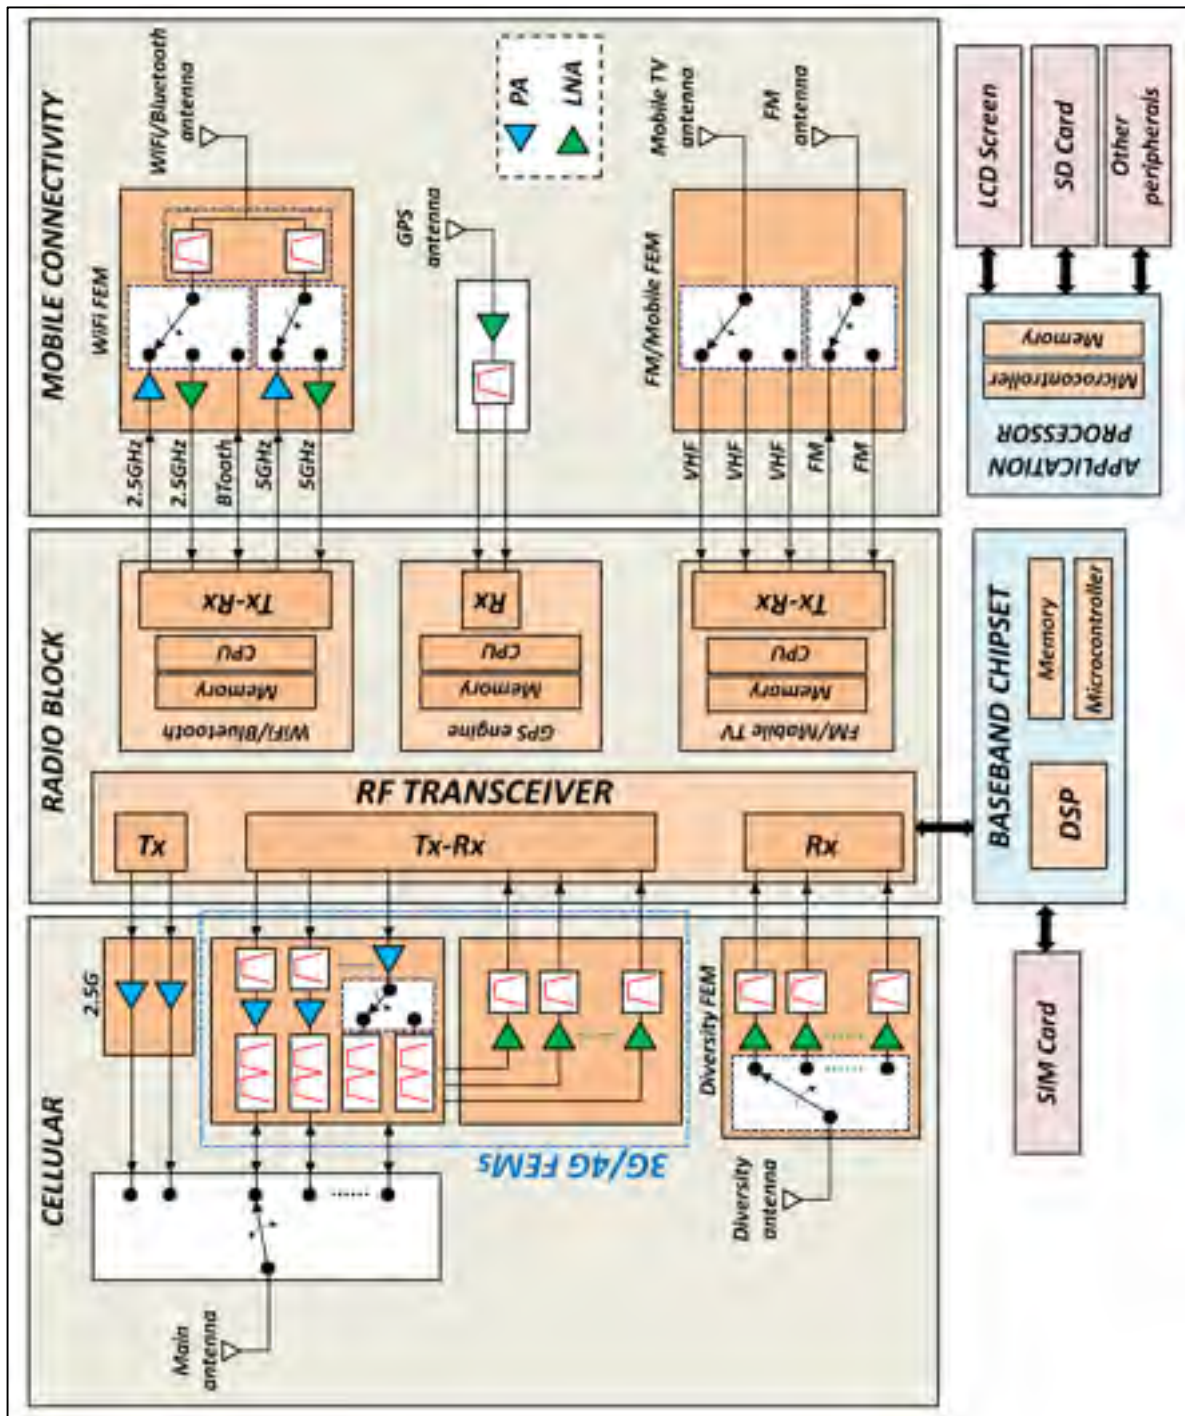 CELLULAR
Main
antenna
2.5G
3G/4G FEMs
Diversity
antenna
Diversity FEM
RADIO BLOCK
RF TRANSCEIVER
Tx
Tx-Rx
Rx
WiFi/Bluetooth
Memory
CPU
Tx-Rx
GPS engine
Memory
CPU
Rx
FM/Mobile TV
Memory
CPU
Tx-Rx
MOBILE CONNECTIVITY
WiFi FEM
2.5GHz
2.5GHz
BTooth
5GHz
5GHz
WiFi/Bluetooth
antenna
GPS
antenna
PA
LNA
FM/Mobile FEM
VHF
VHF
VHF
FM
FM
Mobile TV
antenna
FM
antenna
SIM Card
BASEBAND CHIPSET
DSP
Memory
Microcontroller
APPLICATION
PROCESSOR
Microcontroller
Memory
LCD Screen
SD Card
Other
peripherals